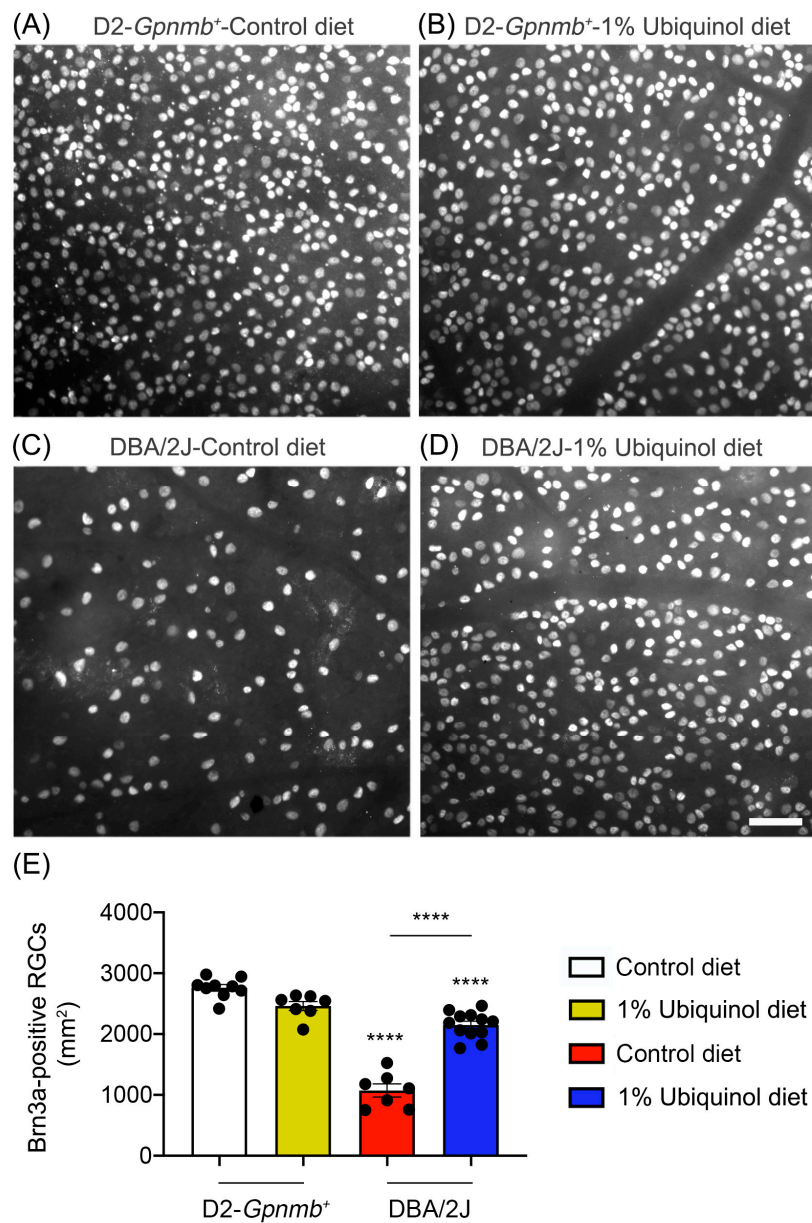 (A) D2-Gpnmb⁺-Control diet
(B) D2-Gpnmb⁺-1% Ubiquinol diet
(C) DBA/2J-Control diet
(D) DBA/2J-1% Ubiquinol diet
(E)
Brn3a-positive RGCs
(mm²)
4000
3000
2000
1000
0
****
****
****
D2-Gpnmb⁺
DBA/2J
Control diet
1% Ubiquinol diet
Control diet
1% Ubiquinol diet